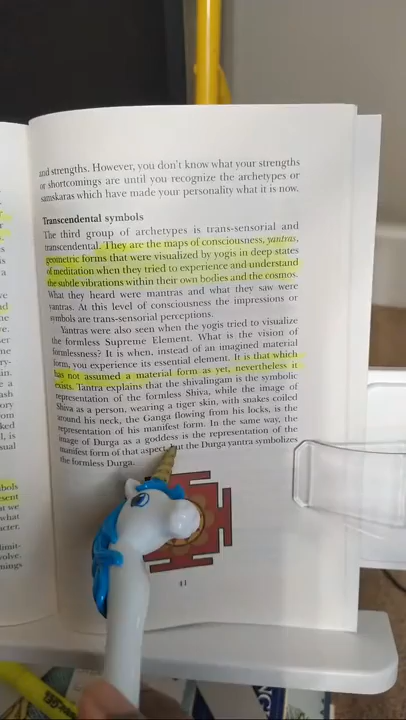 and strengths. However, you don't know what your strengths
or shortcomings are until you recognize the archetypes or
samskaras which have made your personality what it is now.
Transcendental symbols
The third group of archetypes is trans-sensorial and
transcendental. They are the maps of consciousness, yantras,
geometric forms that were visualized by yogis in deep states
of meditation when they tried to experience and understand
the subtle vibrations within their own bodies and the cosmos.
What they heard were mantras and what they saw were
yantras. At this level of consciousness the impressions or
symbols are trans-sensorial perceptions.
Yantras were also seen when the yogis tried to visualize
the formless Supreme Element. What is the vision of
formlessness? It is when, instead of an imagined material
form, you experience its essential element. It is that which
has not assumed a material form as yet, nevertheless it
exists. Tantra explains that the shivalingam is the symbolic
representation of the formless Shiva, while the image of
Shiva as a person, wearing a tiger skin, with snakes coiled
around his neck, the Ganga flowing from his locks, is the
representation of his manifest form. In the same way, the
image of Durga as a goddess is the representation of the
manifest form of that aspect, but the Durga yantra symbolizes
the formless Durga.
41